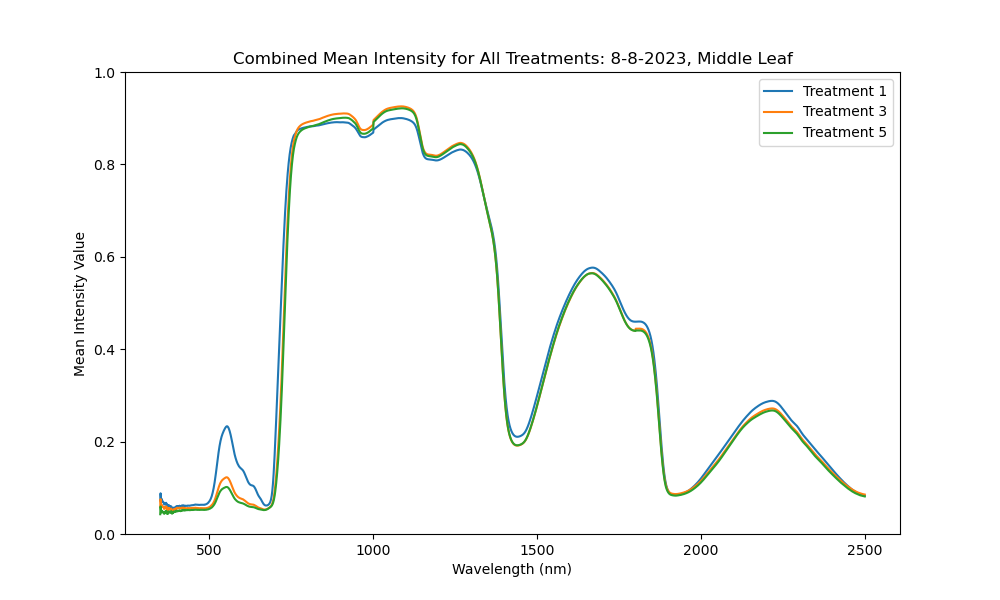 Combined Mean Intensity for All Treatments: 8-8-2023, Middle Leaf
1.0
0.8
0.6
0.4
0.2
0.0
Mean Intensity Value
Treatment 1
Treatment 3
Treatment 5
500
1000
1500
2000
2500
Wavelength (nm)